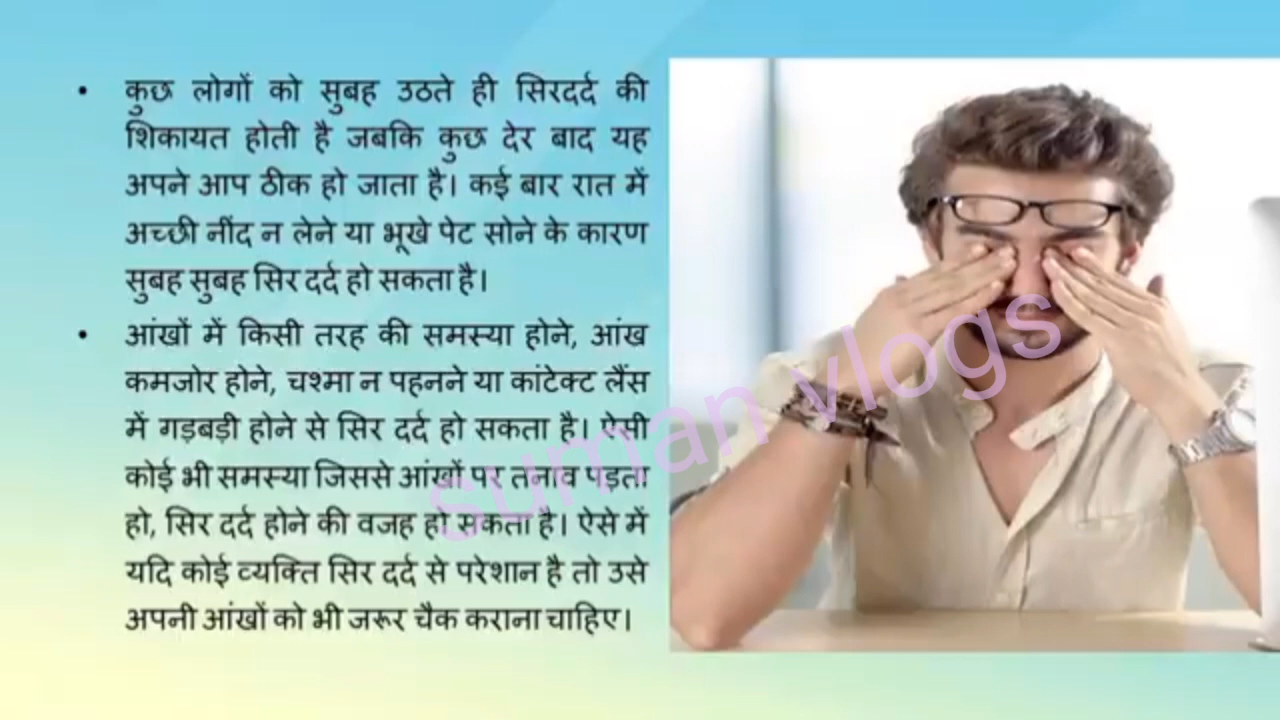 • कुछ लोगों को सुबह उठते ही सिरदर्द की
शिकायत होती है जबकि कुछ देर बाद यह
अपने आप ठीक हो जाता है। कई बार रात में
अच्छी नींद न लेने या भूखे पेट सोने के कारण
सुबह सुबह सिर दर्द हो सकता है।
• आंखों में किसी तरह की समस्या होने, आंख
कमजोर होने, चश्मा न पहनने या कांटेक्ट लैंस
में गड़बड़ी होने से सिर दर्द हो सकता है। ऐसी
कोई भी समस्या जिससे आंखों पर तनाव पड़ता
हो, सिर दर्द होने की वजह हो सकता है। ऐसे में
यदि कोई व्यक्ति सिर दर्द से परेशान है तो उसे
अपनी आंखों को भी जरूर चैक कराना चाहिए।
suman vlogs